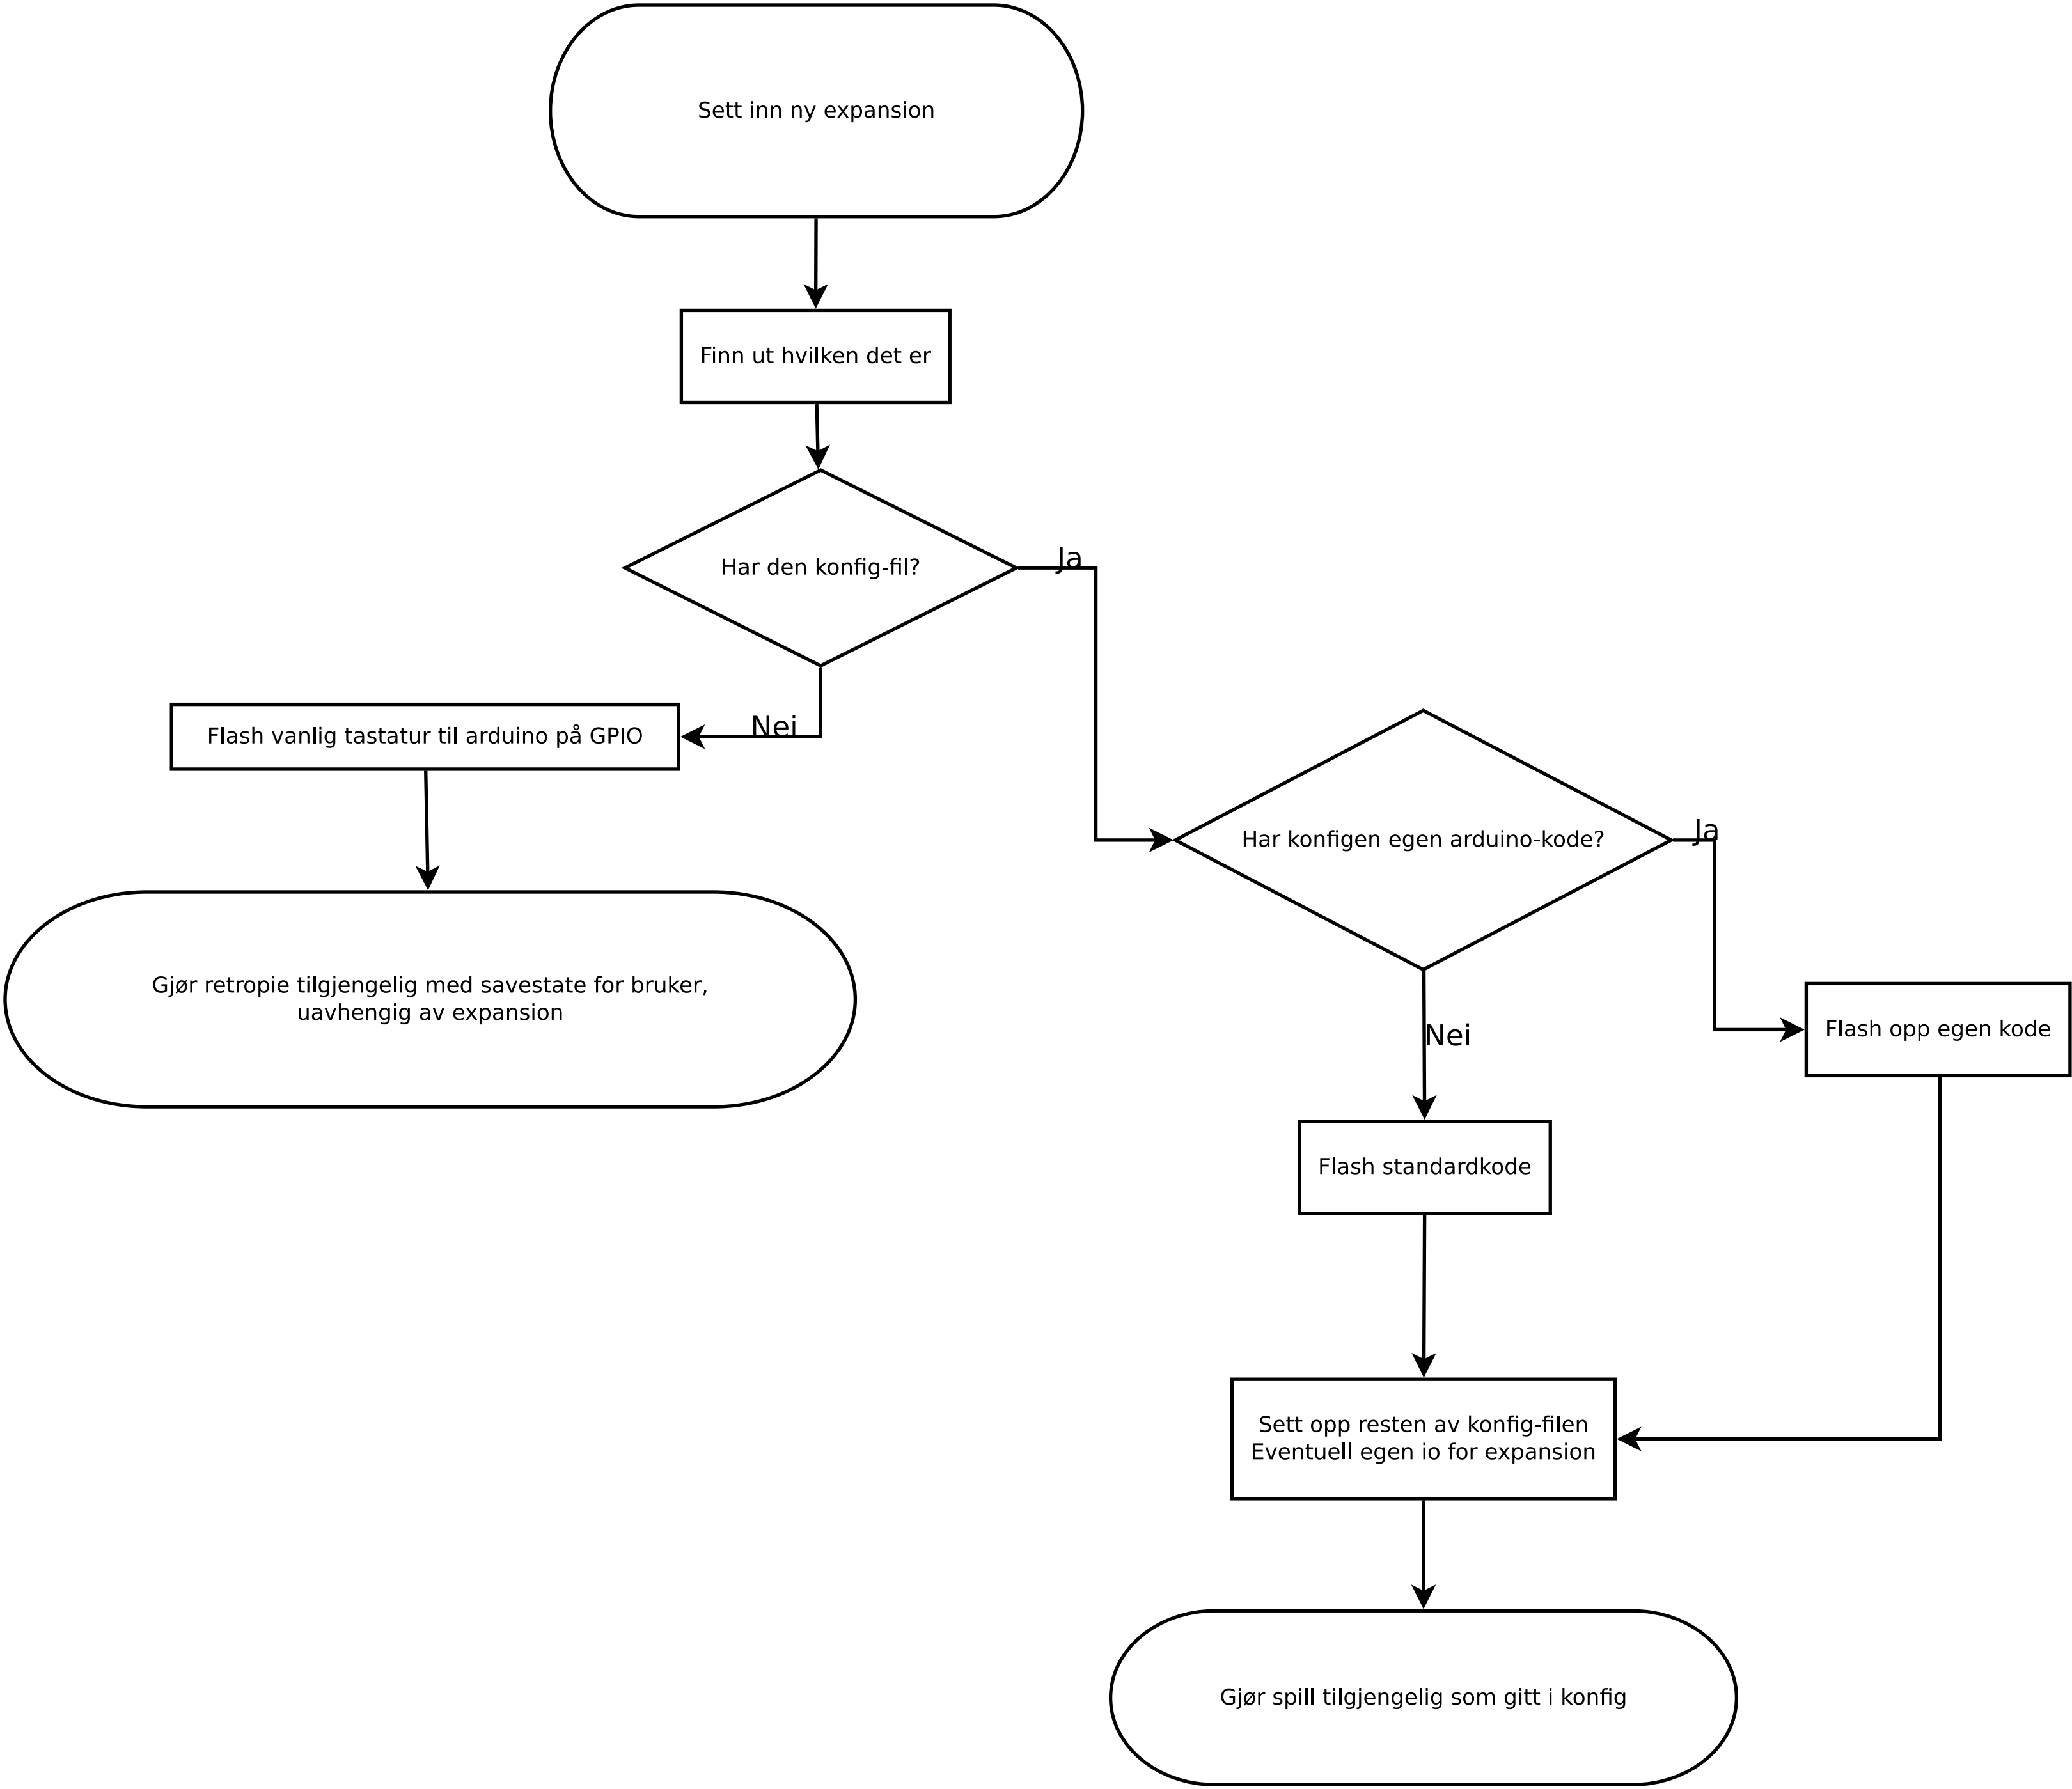 Sett inn ny expansion
Finn ut hvilken det er
Har den konfig-fil?
Ja
Nei
Flash vanlig tastatur til arduino på GPIO
Gjør retropie tilgjengelig med savestate for bruker,
uavhengig av expansion
Har konfigen egen arduino-kode?
Ja
Nei
Flash opp egen kode
Flash standardkode
Sett opp resten av konfig-filen
Eventuell egen io for expansion
Gjør spill tilgjengelig som gitt i konfig